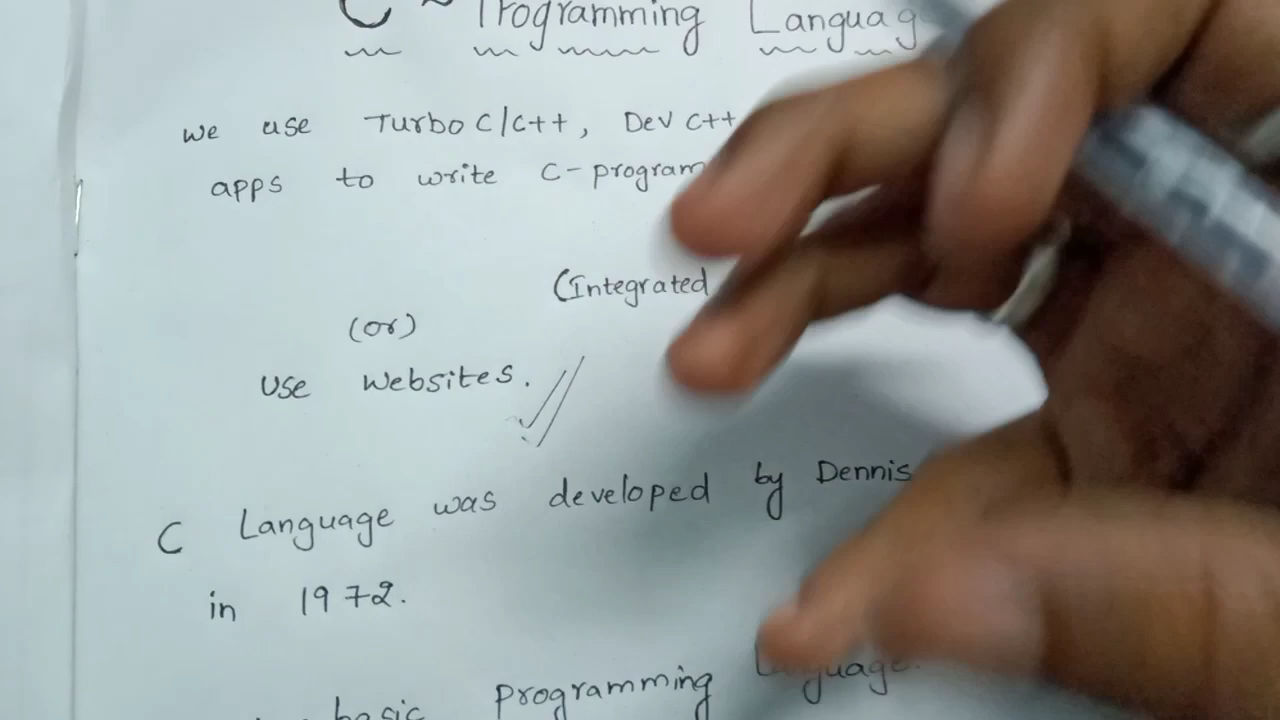 C - Programming Languag
We use Turbo C/C++, Dev C++
apps to write C-program
(Integrated
(or)
use websites.
C Language was developed by Dennis
in 1972.
basic programming Language.